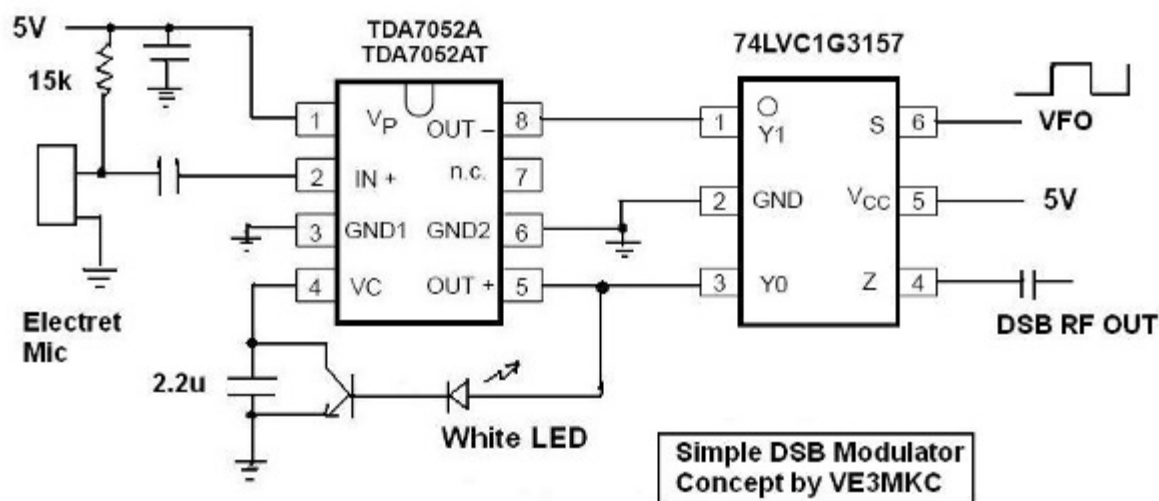 5V
15k
Electret
Mic
2.2u
TDA7052A
TDA7052AT
1 VP OUT – 8
2 IN + n.c. 7
3 GND1 GND2 6
4 VC OUT + 5
White LED
74LVC1G3157
1 Y1 S 6
2 GND VCC 5
3 Y0 Z 4
VFO
5V
DSB RF OUT
Simple DSB Modulator
Concept by VE3MKC